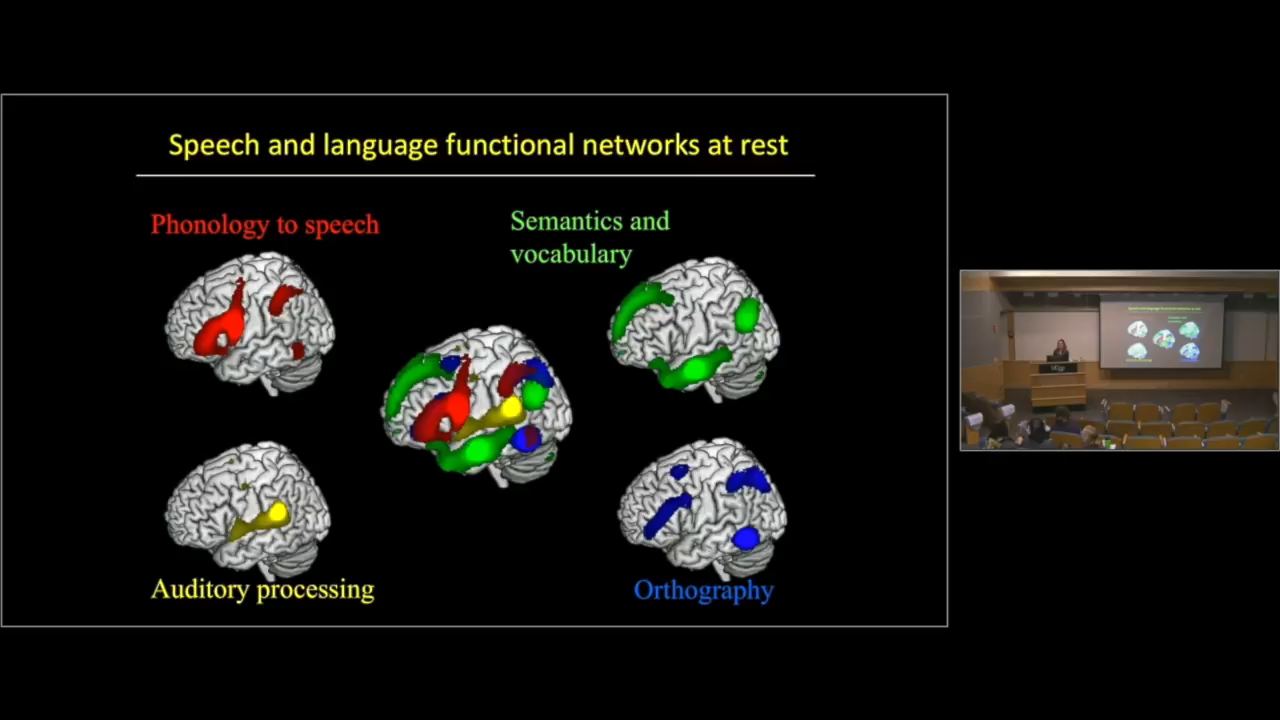 Speech and language functional networks at rest
Phonology to speech
Semantics and
vocabulary
Auditory processing
Orthography